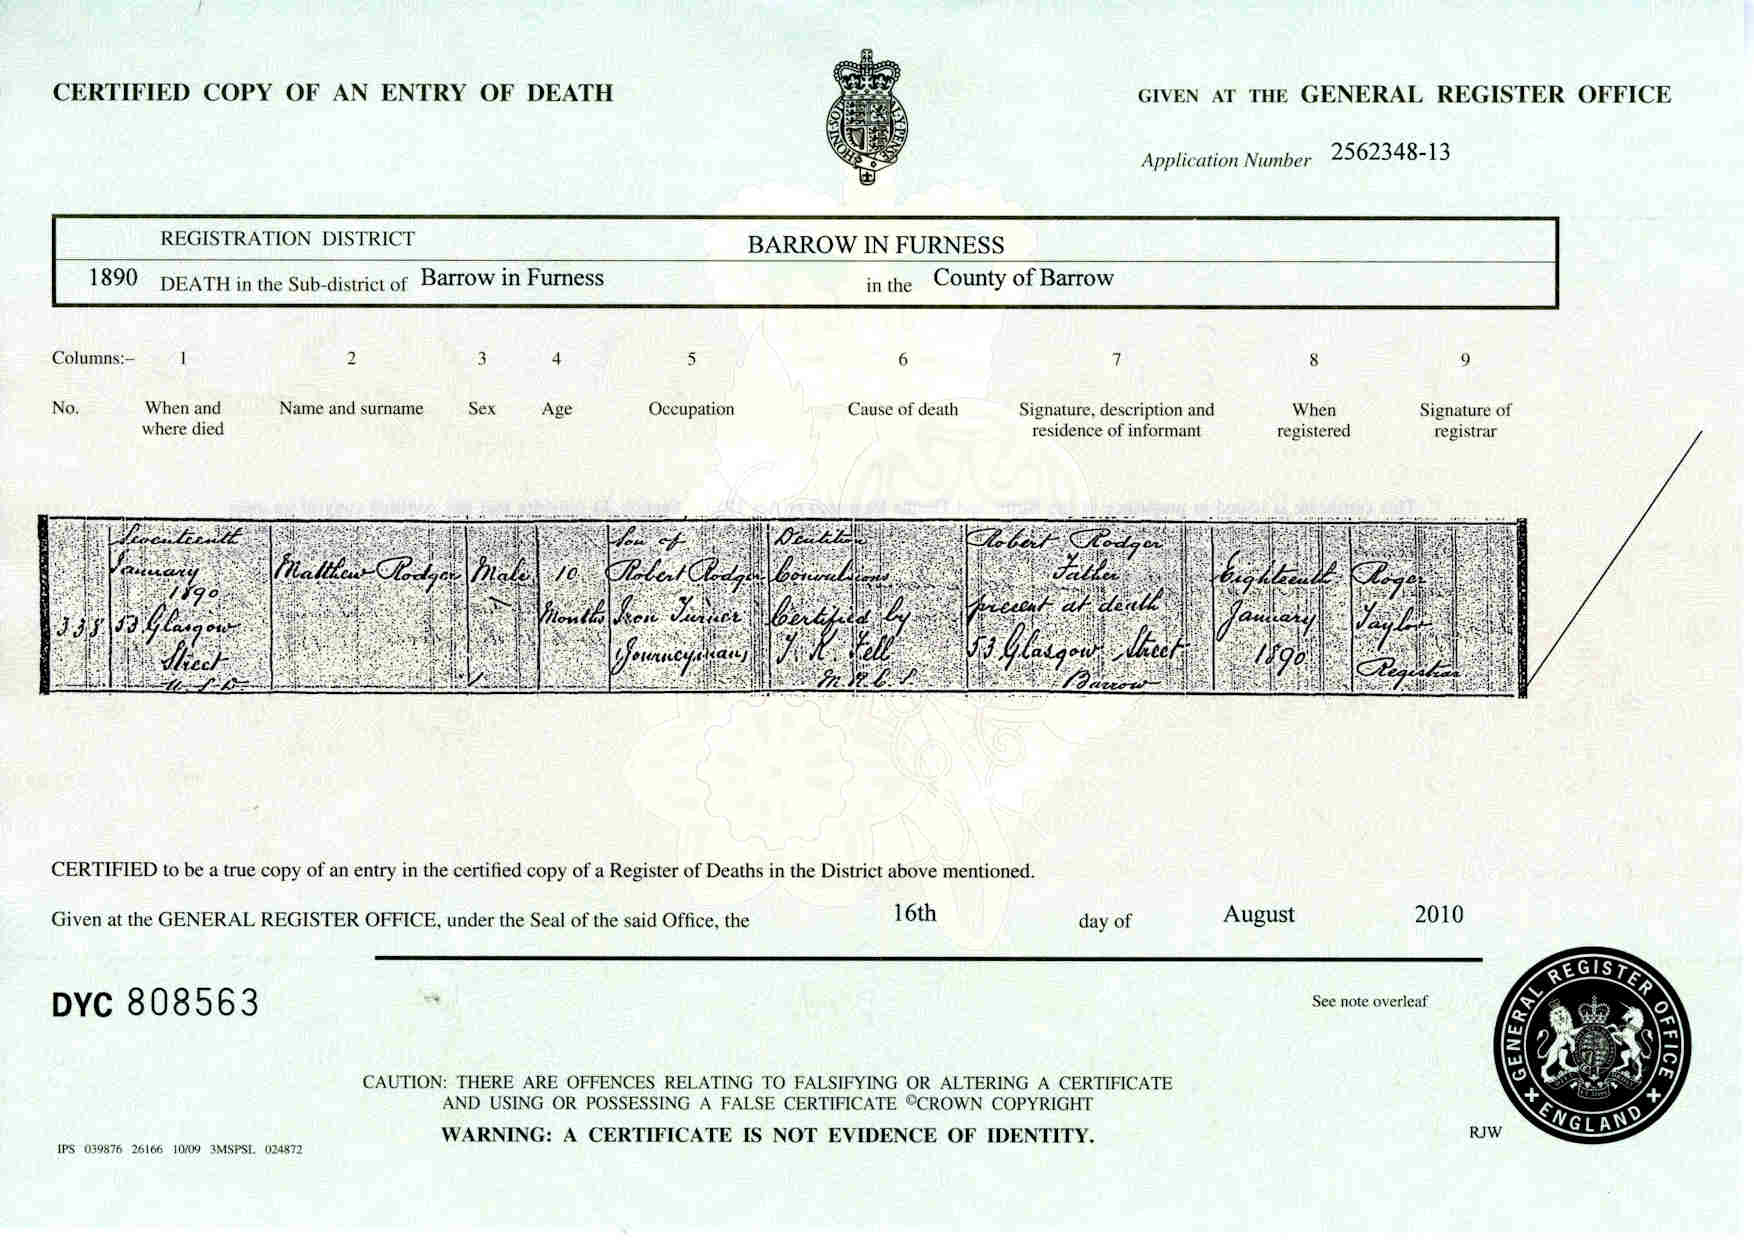 CERTIFIED COPY OF AN ENTRY OF DEATH
GIVEN AT THE GENERAL REGISTER OFFICE
Application Number 2562348-13
REGISTRATION DISTRICT BARROW IN FURNESS
1890 DEATH in the Sub-district of Barrow in Furness in the County of Barrow
Columns:– 1 2 3 4 5 6 7 8 9
No. When and where died Name and surname Sex Age Occupation Cause of death Signature, description and residence of informant When registered Signature of registrar
338
Seventeenth
January
1890
53 Glasgow
Street
U. S. D.
Matthew Rodger
Male
10
Months
Son of
Robert Rodger
Iron Turner
(Journeyman)
Dentition
Convulsions
Certified by
T. K. Fell
M.R.C.S.
Robert Rodger
Father
present at death
53 Glasgow Street
Barrow
Eighteenth
January
1890
Roger
Taylor
Registrar
CERTIFIED to be a true copy of an entry in the certified copy of a Register of Deaths in the District above mentioned.
Given at the GENERAL REGISTER OFFICE, under the Seal of the said Office, the 16th day of August 2010
DYC 808563
See note overleaf
GENERAL REGISTER OFFICE
ENGLAND
CAUTION: THERE ARE OFFENCES RELATING TO FALSIFYING OR ALTERING A CERTIFICATE
AND USING OR POSSESSING A FALSE CERTIFICATE ©CROWN COPYRIGHT
WARNING: A CERTIFICATE IS NOT EVIDENCE OF IDENTITY.
IPS 039876 26166 10/09 3MSPSL 024872
RJW